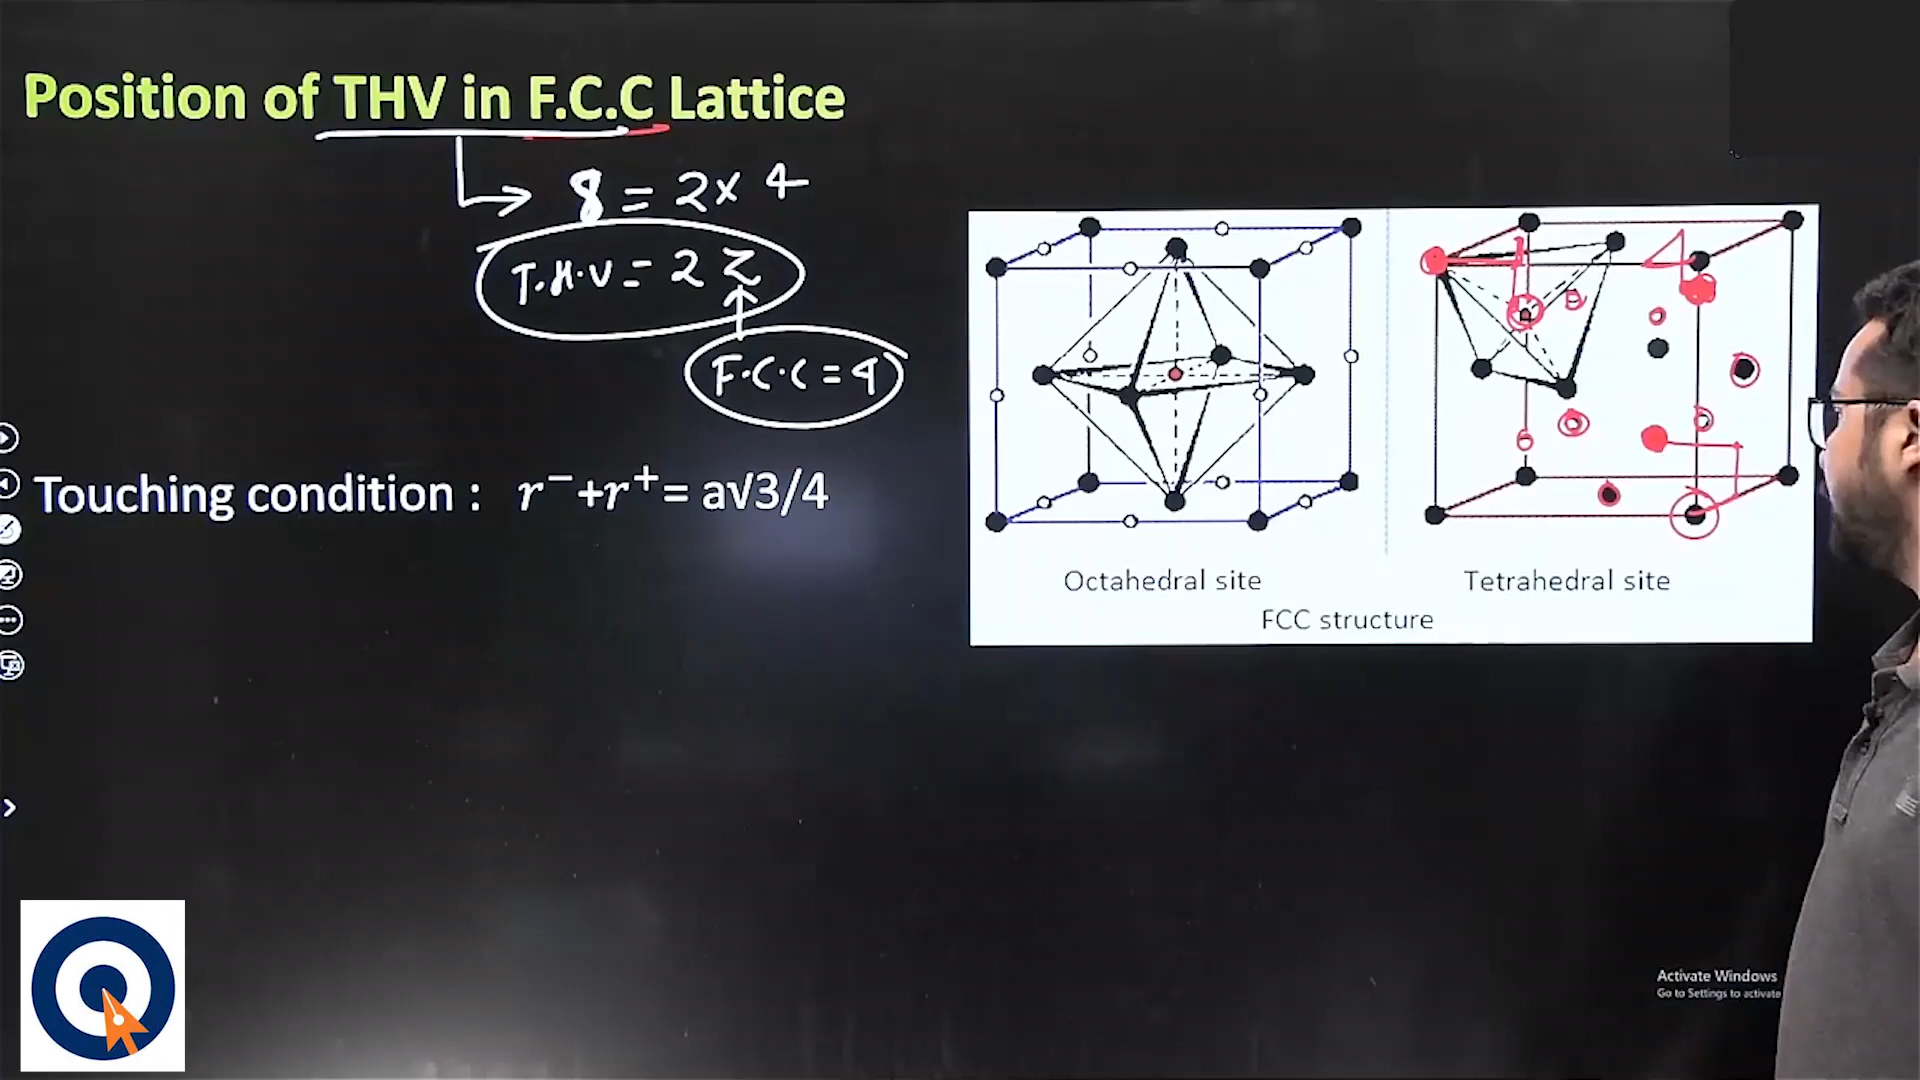 Position of THV in F.C.C Lattice
8 = 2 x 4
T.H.V = 2 Z
F.C.C = 4
Touching condition : r⁻+r⁺= a√3/4
Octahedral site
Tetrahedral site
FCC structure
Activate Windows
Go to Settings to activate